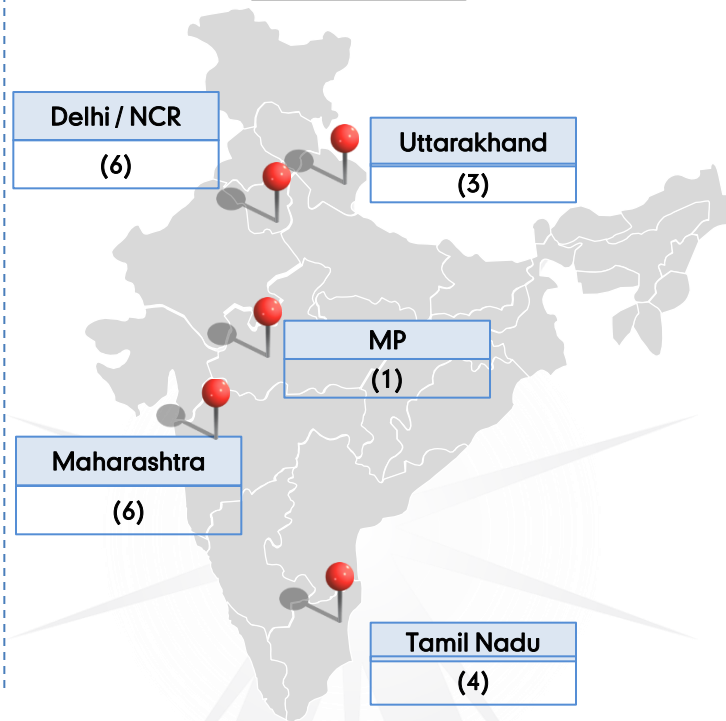 Delhi / NCR
(6)
Uttarakhand
(3)
MP
(1)
Maharashtra
(6)
Tamil Nadu
(4)